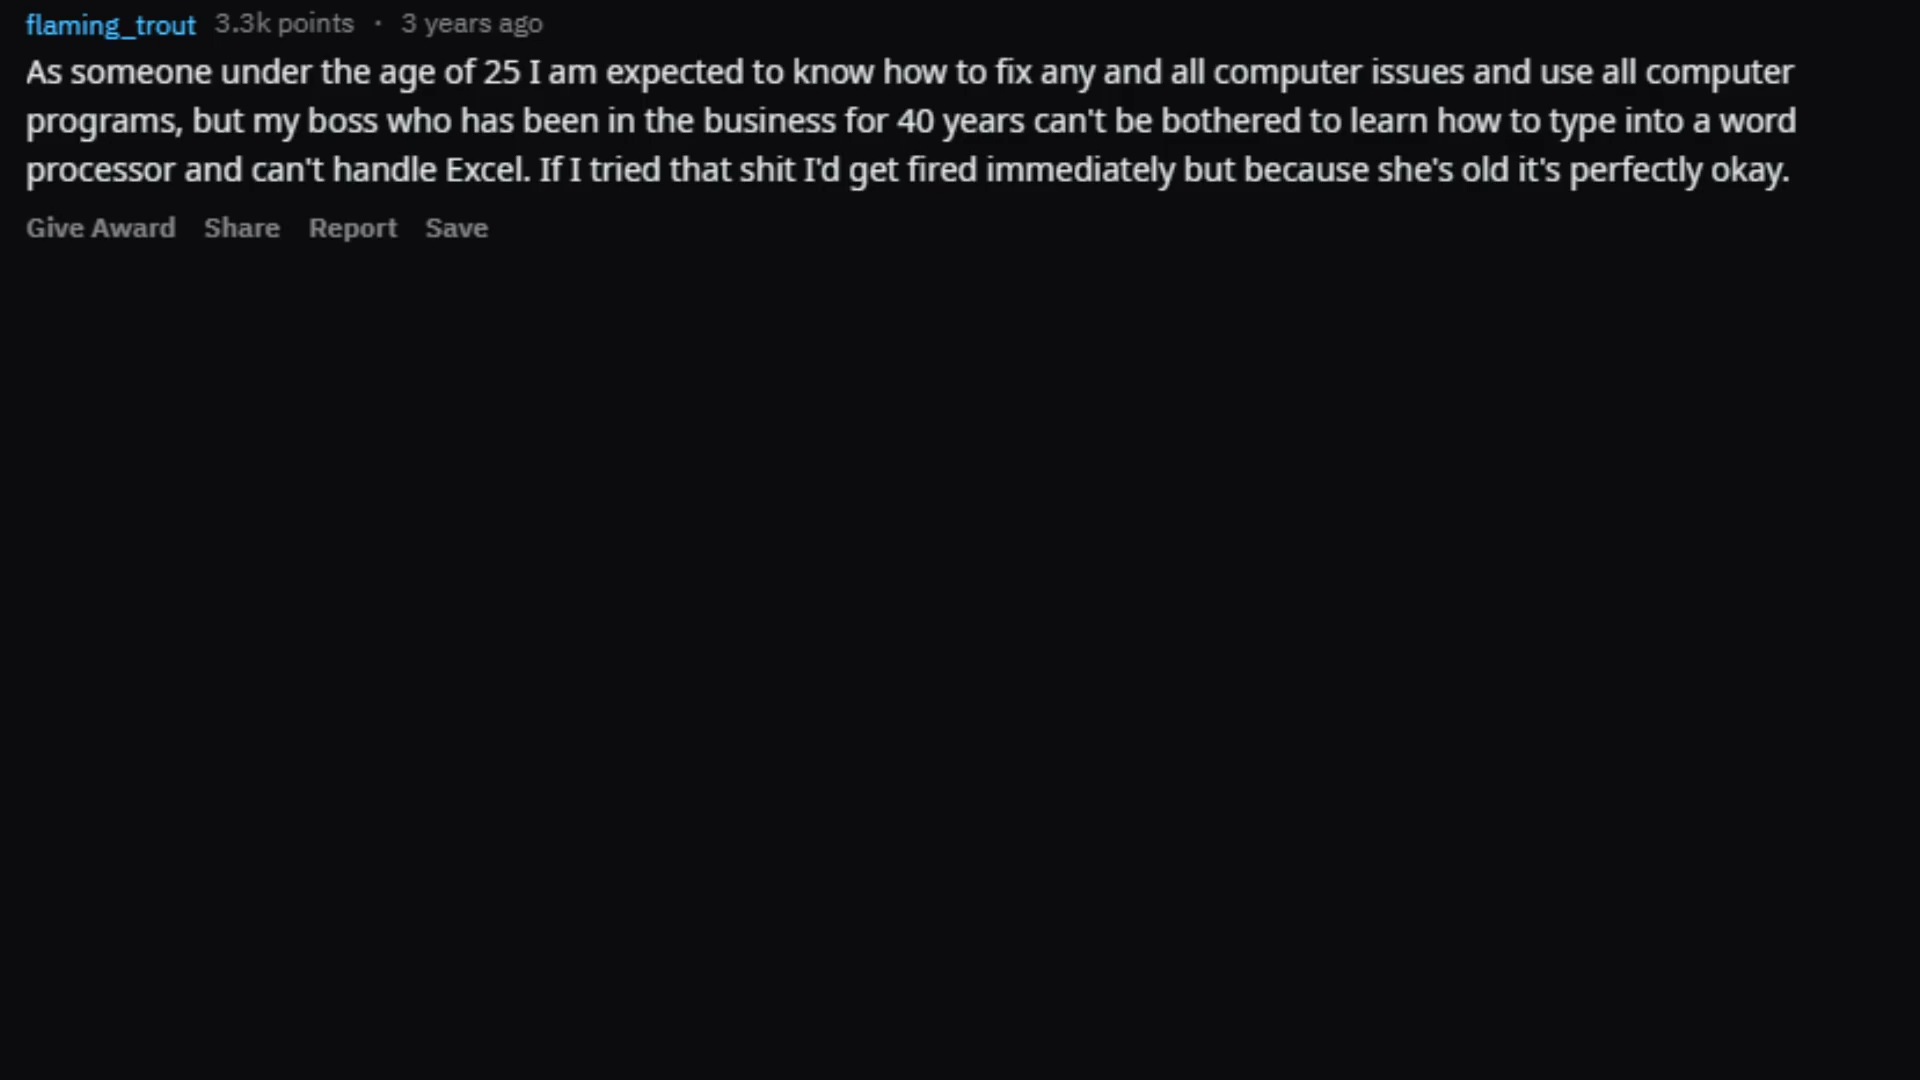 flaming_trout 3.3k points · 3 years ago
As someone under the age of 25 I am expected to know how to fix any and all computer issues and use all computer
programs, but my boss who has been in the business for 40 years can't be bothered to learn how to type into a word
processor and can't handle Excel. If I tried that shit I'd get fired immediately but because she's old it's perfectly okay.
Give Award Share Report Save